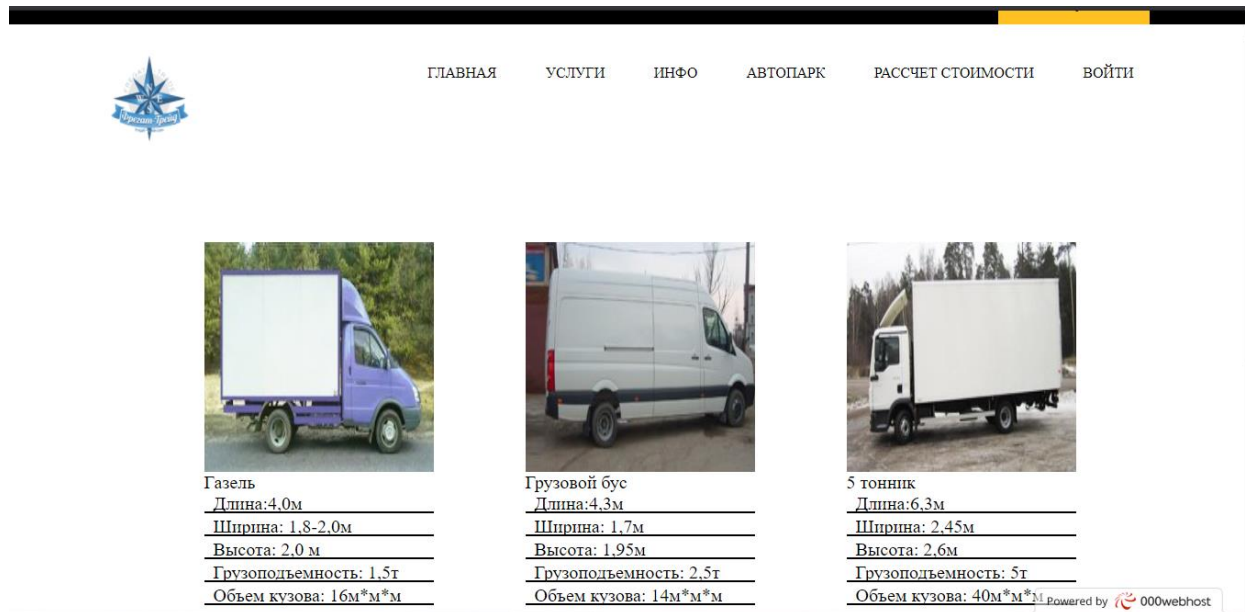 ГЛАВНАЯ УСЛУГИ ИНФО АВТОПАРК РАССЧЕТ СТОИМОСТИ ВОЙТИ
Фрегат-Трейд
Газель
Длина:4,0м
Ширина: 1,8-2,0м
Высота: 2,0 м
Грузоподъемность: 1,5т
Объем кузова: 16м*м*м
Грузовой бус
Длина:4,3м
Ширина: 1,7м
Высота: 1,95м
Грузоподъемность: 2,5т
Объем кузова: 14м*м*м
5 тонник
Длина:6,3м
Ширина: 2,45м
Высота: 2,6м
Грузоподъемность: 5т
Объем кузова: 40м*м*м
Powered by 000webhost